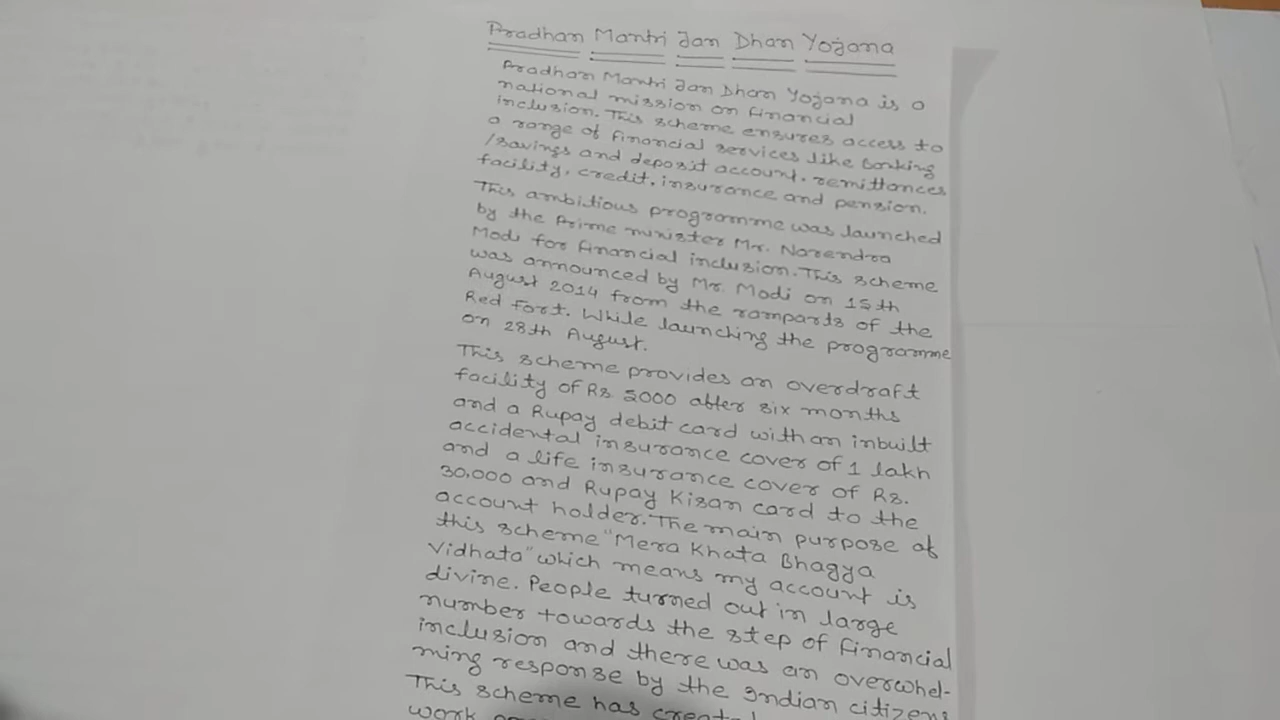 Pradhan Mantri Jan Dhan Yojana
Pradhan Mantri Jan Dhan Yojana is a
national mission on financial
inclusion. This scheme ensures access to
a range of financial services like banking
/savings and deposit account, remittances
facility, credit, insurance and pension.
This ambitious programme was launched
by the Prime minister Mr. Narendra
Modi for financial inclusion. This scheme
was announced by Mr. Modi on 15th
August 2014 from the ramparts of the
Red Fort. While launching the programme
on 28th August.
This scheme provides an overdraft
facility of Rs. 5000 after six months
and a Rupay debit card with an inbuilt
accidental insurance cover of 1 lakh
and a life insurance cover of Rs.
30,000 and Rupay Kisan card to the
account holder. The main purpose of
this scheme "Mera Khata Bhagya
Vidhata" which means my account is
divine. People turned out in large
number towards the step of financial
inclusion and there was an overwhel-
ming response by the Indian citizens
This scheme has created
work